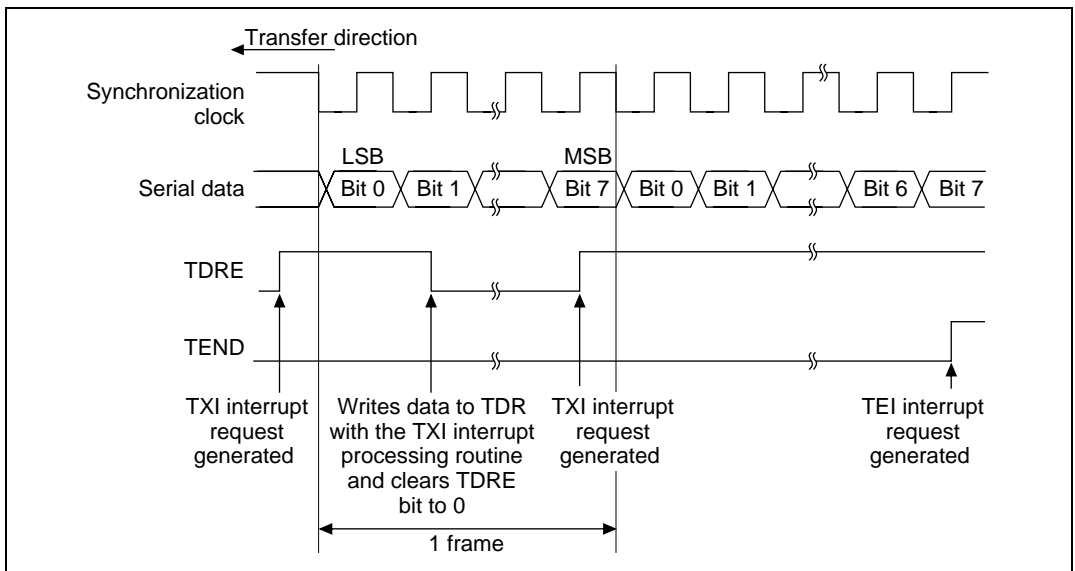 Transfer direction
Synchronization
clock
LSB
MSB
Serial data
Bit 0
Bit 1
Bit 7
Bit 0
Bit 1
Bit 6
Bit 7
TDRE
TEND
TXI interrupt
request
generated
Writes data to TDR
with the TXI interrupt
processing routine
and clears TDRE
bit to 0
TXI interrupt
request
generated
TEI interrupt
request
generated
1 frame